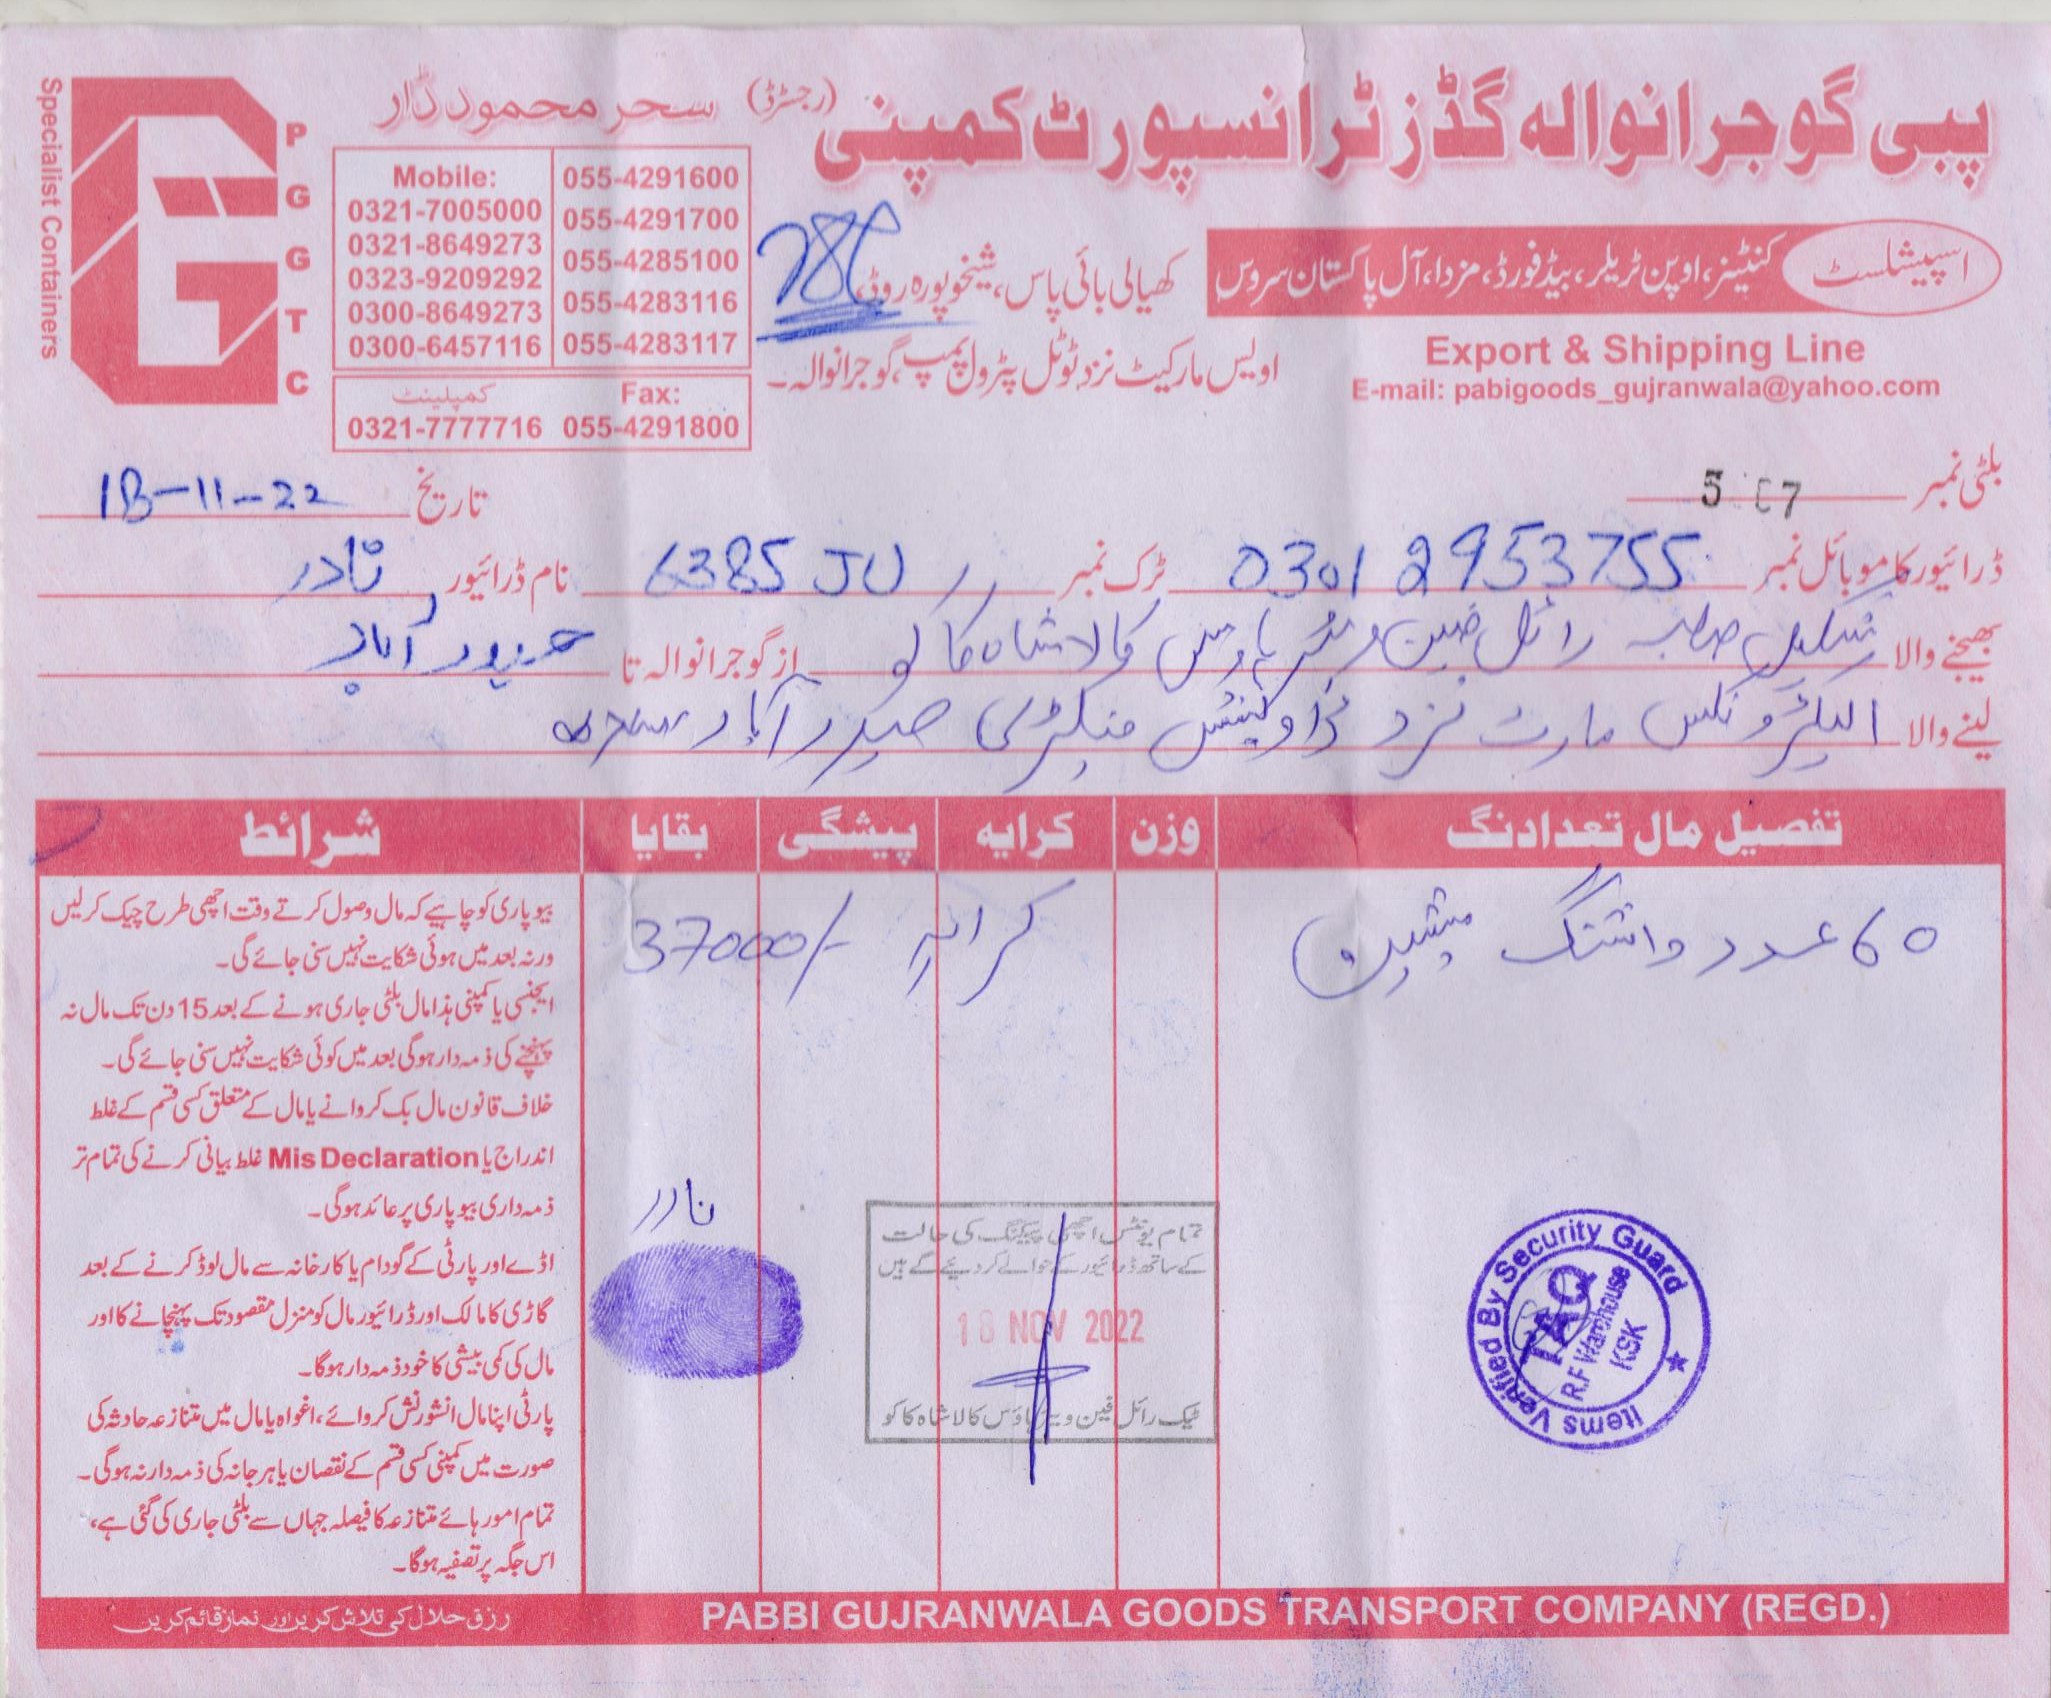 پبی گوجرانوالہ گڈز ٹرانسپورٹ کمپنی (رجسٹرڈ)
سحر محمود ڈار
P G G T C
Specialist Containers
Mobile:
0321-7005000
0321-8649273
0323-9209292
0300-8649273
0300-6457116
055-4291600
055-4291700
055-4285100
055-4283116
055-4283117
کمپلینٹ
0321-7777716
Fax:
055-4291800
اسپیشلسٹ
کنٹینر، اوپن ٹریلر، بیڈ فورڈ، مزدا، آل پاکستان سروس
کھیالی بائی پاس، شیخوپورہ روڈ،
اویس مارکیٹ نزد ٹوٹل پٹرول پمپ، گوجرانوالہ۔
Export & Shipping Line
E-mail: pabigoods_gujranwala@yahoo.com
بلٹی نمبر
تاریخ 18-11-22
ڈرائیور کا موبائل نمبر 0301 2953755 ٹرک نمبر 6385 JU نام ڈرائیور نادر
بھیجنے والا شکیل صاحب رائل فین ویئر ہاوس کالا شاہ کاکو از گوجرانوالہ تا حیدر آباد
لینے والا الیکٹرونکس مارٹ نزد حیدر آباد سندھ
تفصیل مال تعداد نگ
وزن
کرایہ
پیشگی
بقایا
شرائط
60 عدد واشنگ مشین
کرایہ 37000/-
بیوپاری کو چاہیے کہ مال وصول کرتے وقت اچھی طرح چیک کر لیں
ورنہ بعد میں ہوئی شکایت نہیں سنی جائے گی۔
ایجنسی یا کمپنی ہذا مال بلٹی جاری ہونے کے بعد 15 دن تک مال نہ
پہنچنے کی ذمہ دار ہوگی بعد میں کوئی شکایت نہیں سنی جائے گی۔
خلاف قانون مال بک کروانے یا مال کے متعلق کسی قسم کے غلط
اندراج یا Mis Declaration غلط بیانی کرنے کی تمام تر
ذمہ داری بیوپاری پر عائد ہوگی۔
اڈے اور پارٹی کے گودام یا کارخانہ سے مال لوڈ کرنے کے بعد
گاڑی کا مالک اور ڈرائیور مال کو منزل مقصود تک پہنچانے کا اور
مال کی کمی بیشی کا خود ذمہ دار ہوگا۔
پارٹی اپنا مال انشورنش کروائے، اغواہ یا مال میں متنازعہ حادثہ کی
صورت میں کمپنی کسی قسم کے نقصان یا ہرجانہ کی ذمہ دار نہ ہوگی۔
تمام امور ہائے متنازعہ کا فیصلہ جہاں سے بلٹی جاری کی گئی ہے،
اس جگہ پر تصفیہ ہوگا۔
نادر
تمام یونٹس اچھی پیکنگ کی حالت
کے ساتھ ڈرائیور کے حوالے کر دیئے گے ہیں
18 NOV 2022
ٹیک رائل فین ویئر ہاؤس کالا شاہ کاکو
Items Verified By Security Guard
TAQ
R.F Warehouse
KSK
رزق حلال کی تلاش کریں اور نماز قائم کریں
PABBI GUJRANWALA GOODS TRANSPORT COMPANY (REGD.)